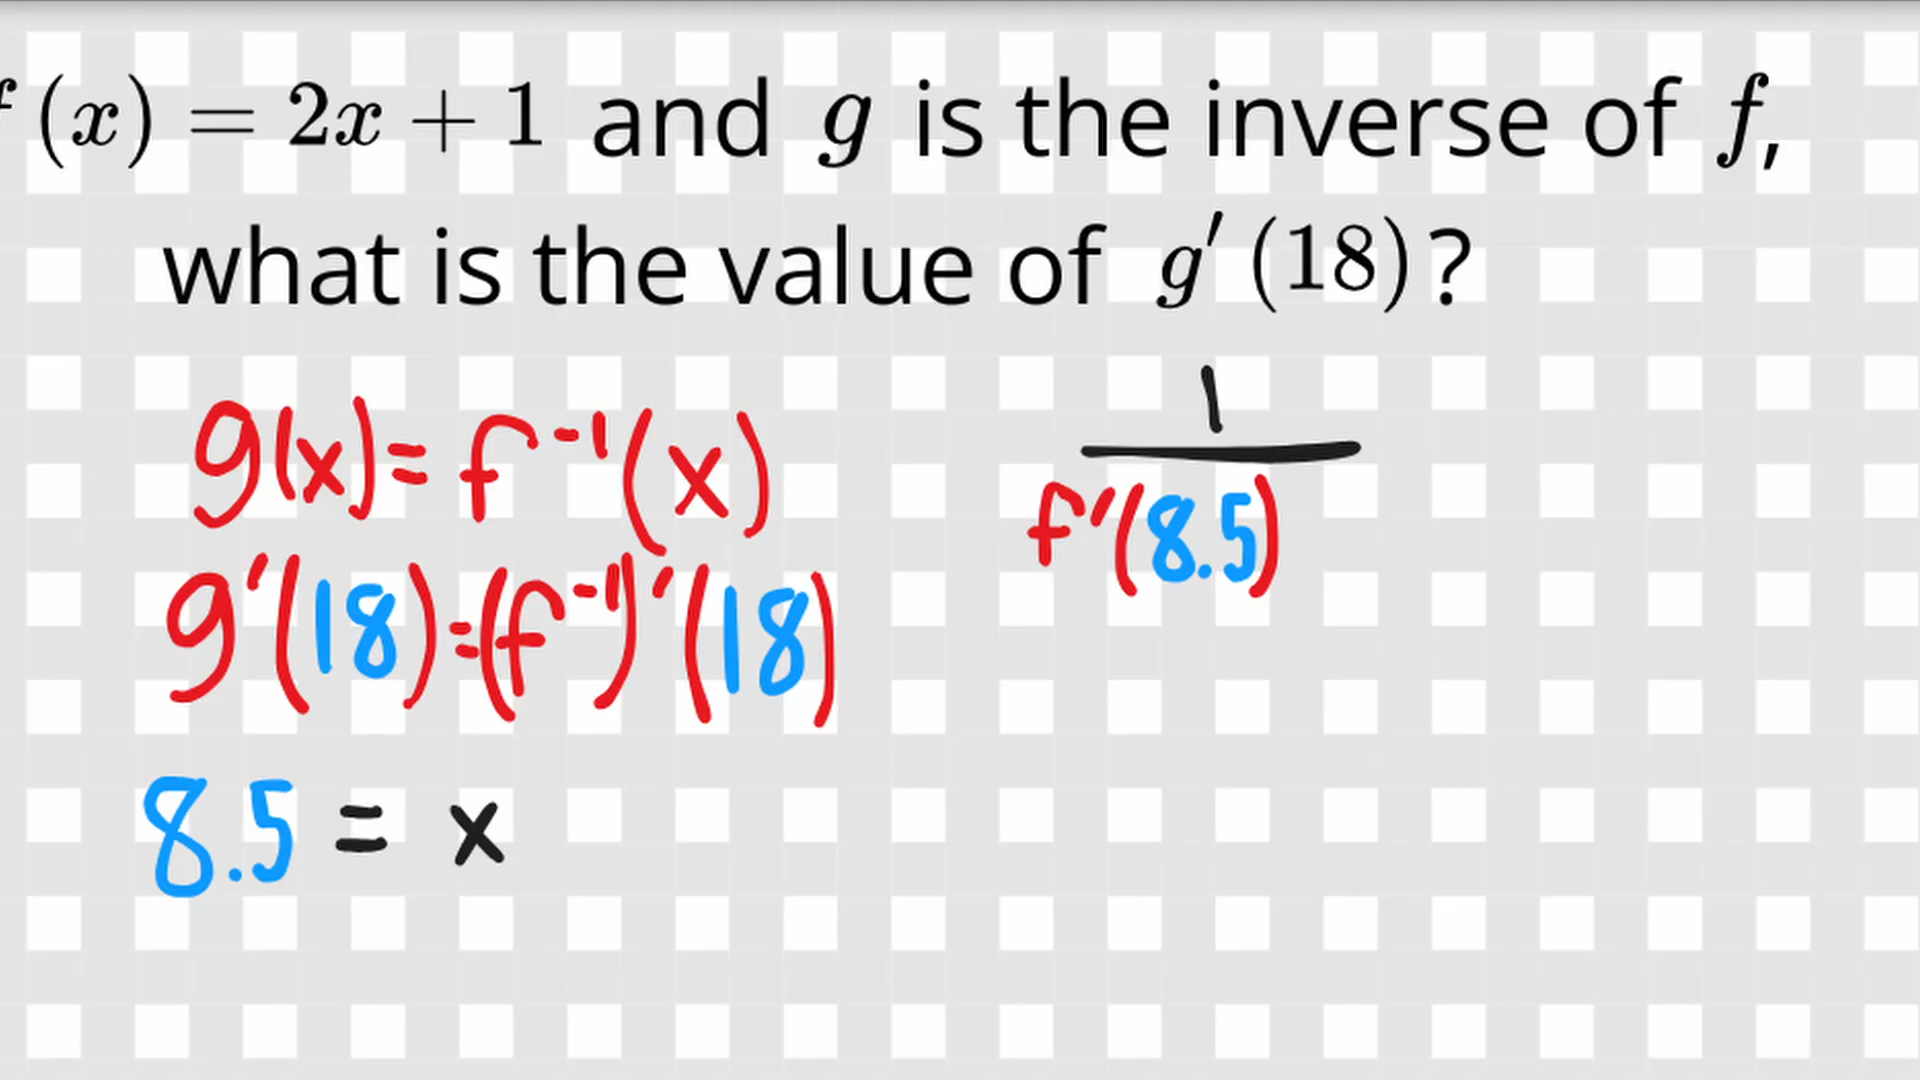 f(x) = 2x + 1 and g is the inverse of f,
what is the value of g′(18)?
g(x) = f⁻¹(x)
g′(18) = (f⁻¹)′(18)
8.5 = x
1
f′(8.5)